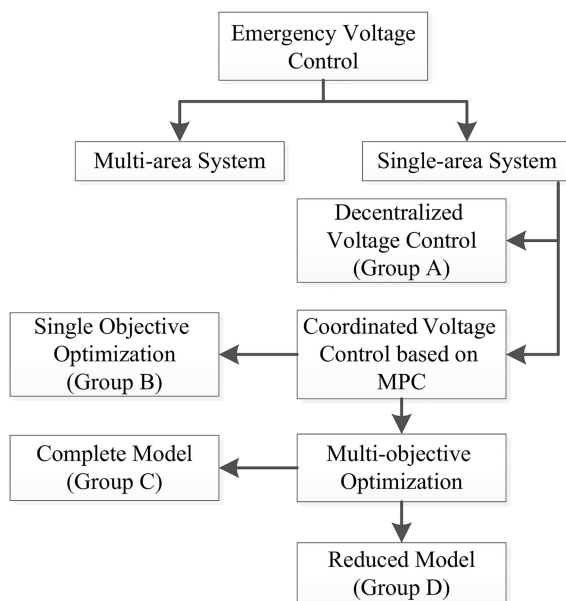 Emergency Voltage
Control
Multi-area System
Single-area System
Decentralized
Voltage Control
(Group A)
Single Objective
Optimization
(Group B)
Coordinated Voltage
Control based on
MPC
Complete Model
(Group C)
Multi-objective
Optimization
Reduced Model
(Group D)